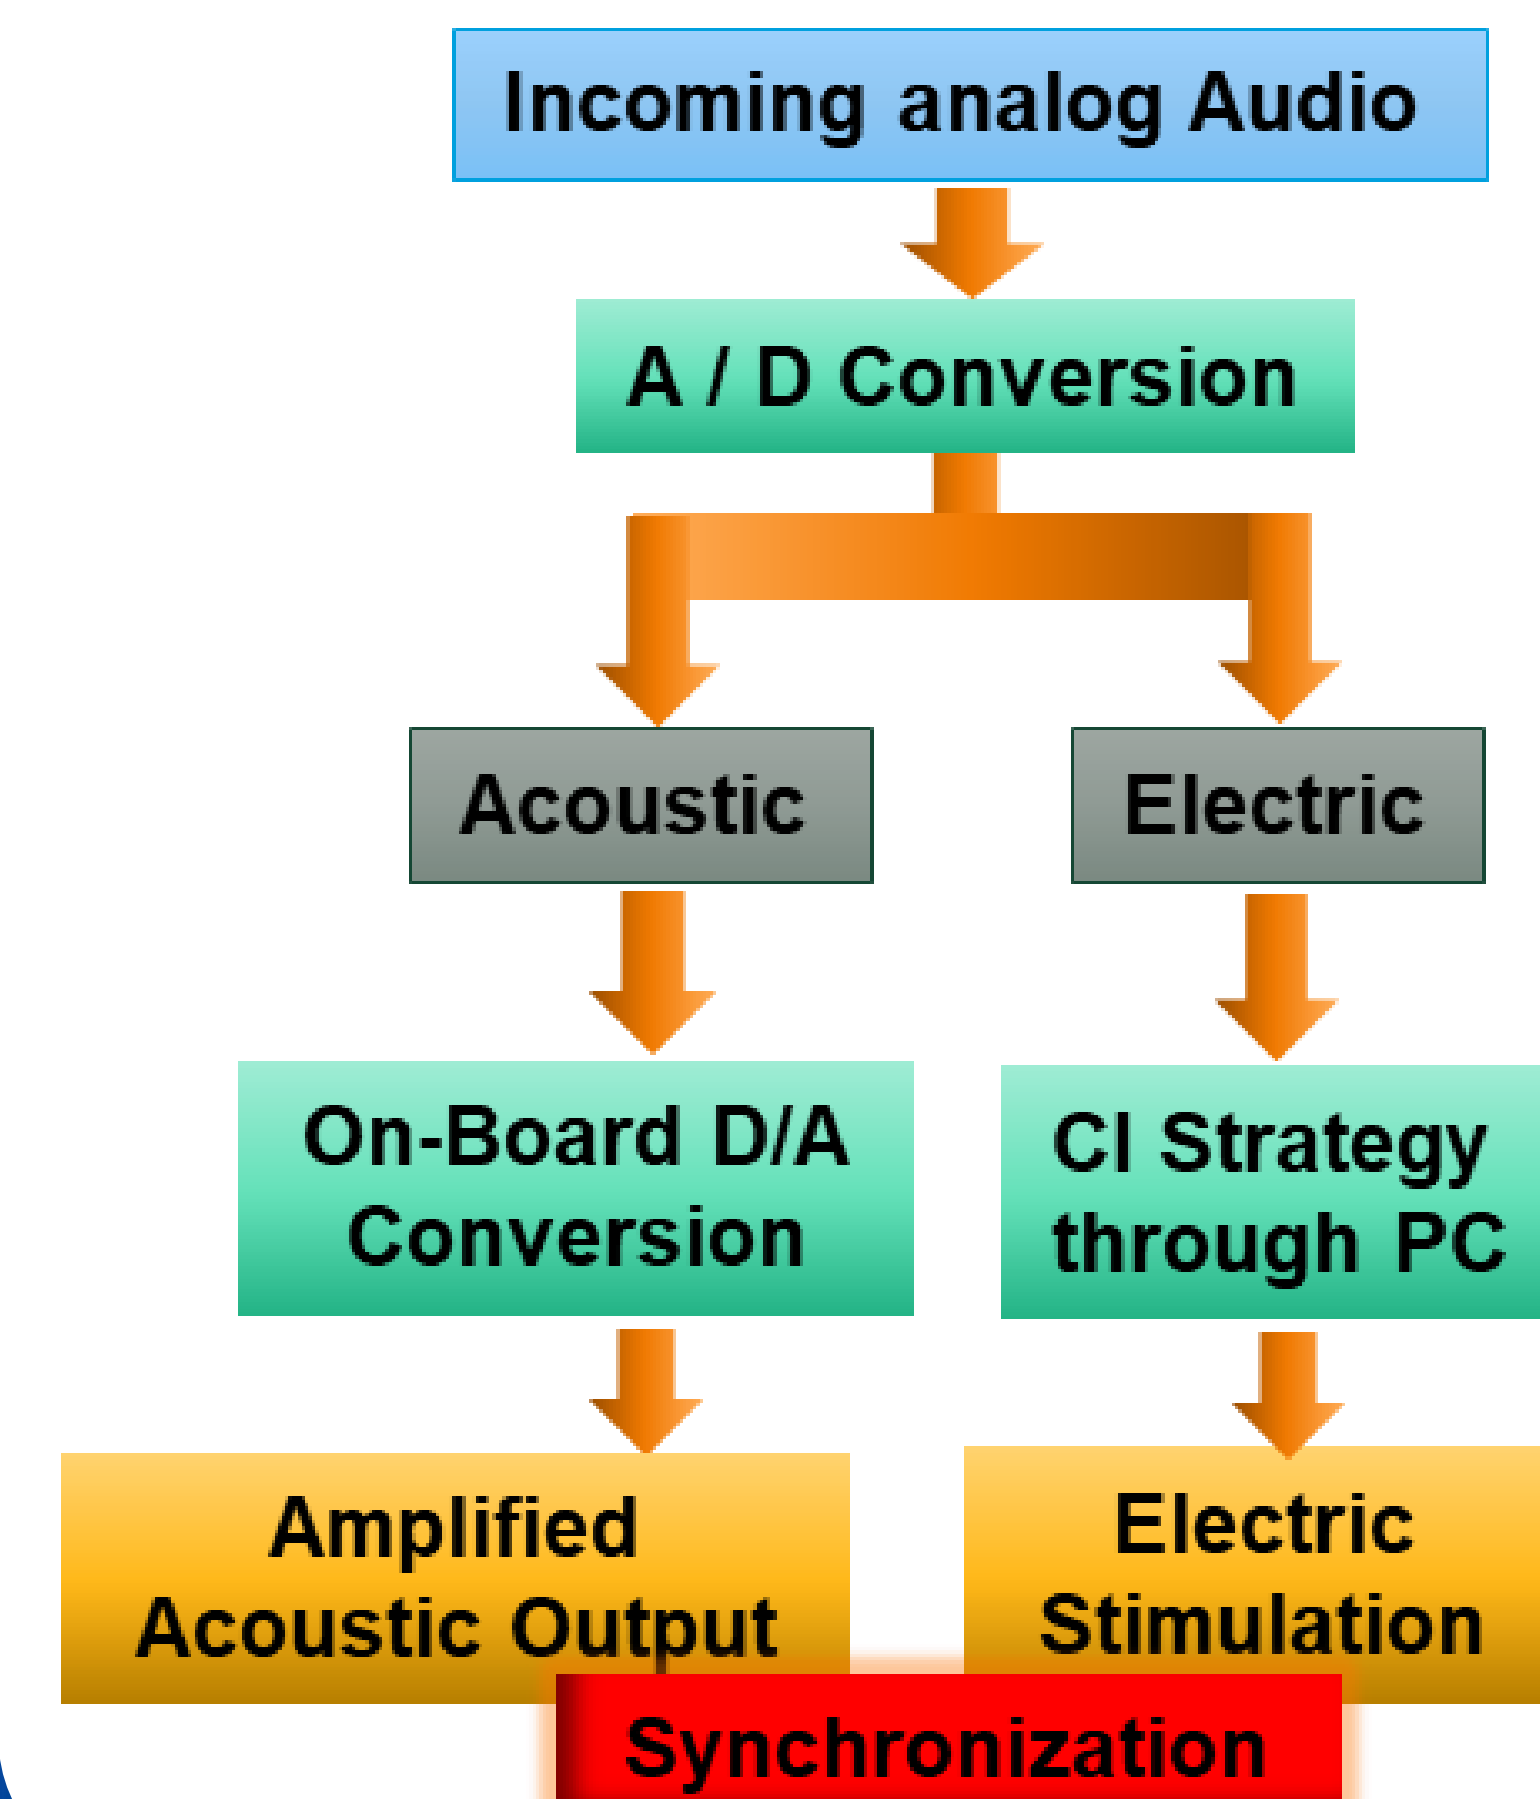 Incoming analog Audio
A / D Conversion
Acoustic
Electric
On-Board D/A
Conversion
CI Strategy
through PC
Amplified
Acoustic Output
Electric
Stimulation
Synchronization